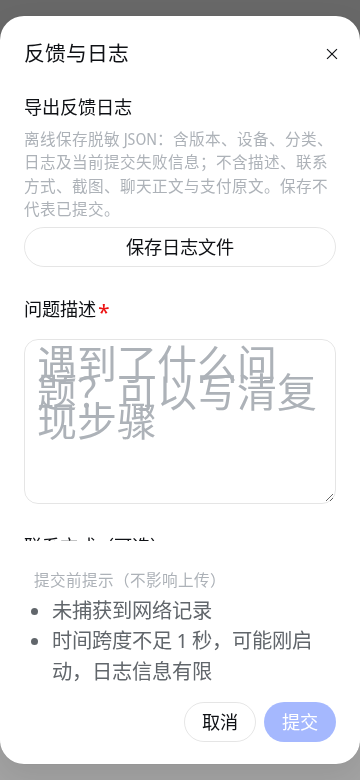 反馈与日志
导出反馈日志
离线保存脱敏 JSON：含版本、设备、分类、
日志及当前提交失败信息；不含描述、联系
方式、截图、聊天正文与支付原文。保存不
代表已提交。
保存日志文件
问题描述*
遇到了什么问
题？可以写清复
现步骤
联系方式（可选）
提交前提示（不影响上传）
未捕获到网络记录
时间跨度不足 1 秒，可能刚启
动，日志信息有限
取消
提交